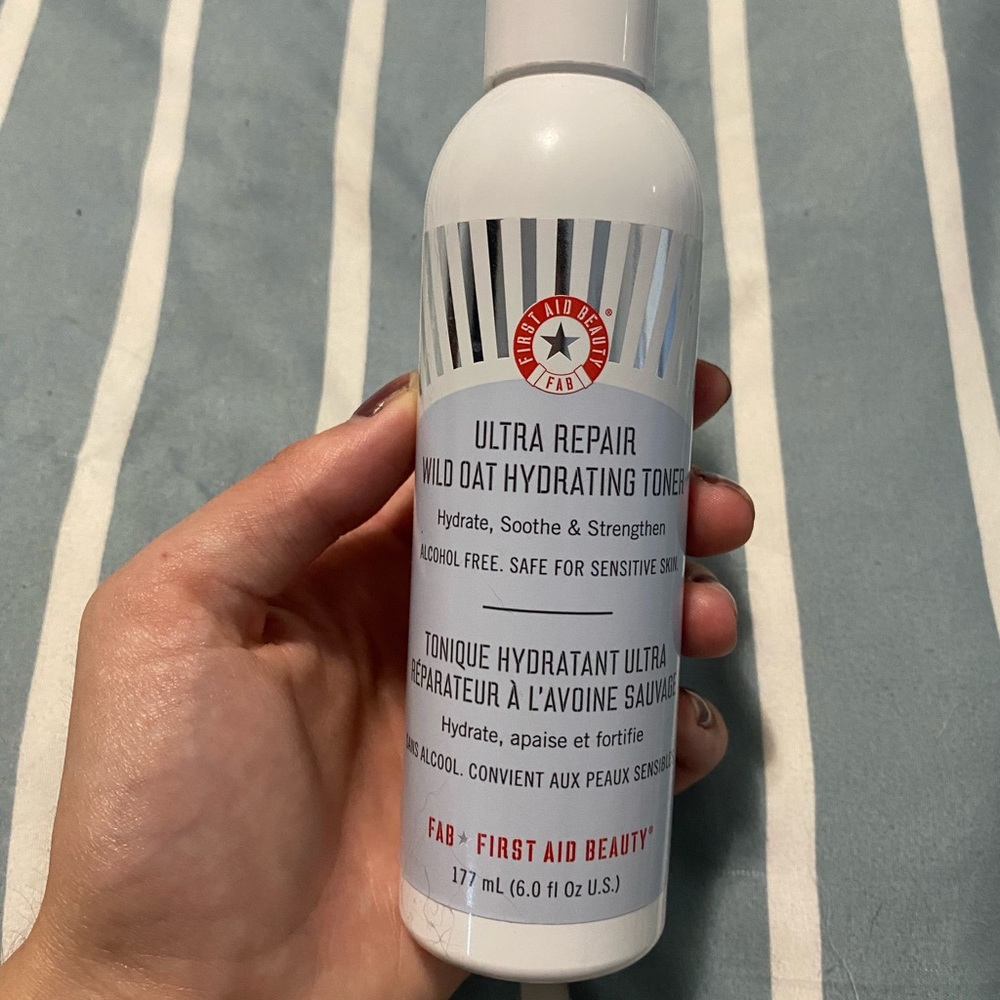 FIRST AID BEAUTY ®
FAB
ULTRA REPAIR
WILD OAT HYDRATING TONER
Hydrate, Soothe & Strengthen
ALCOHOL FREE. SAFE FOR SENSITIVE SKIN.
TONIQUE HYDRATANT ULTRA
RÉPARATEUR À L'AVOINE SAUVAGE
Hydrate, apaise et fortifie
ALCOOL. CONVIENT AUX PEAUX
FAB FIRST AID BEAUTY®
177 mL (6.0 fl Oz U.S.)